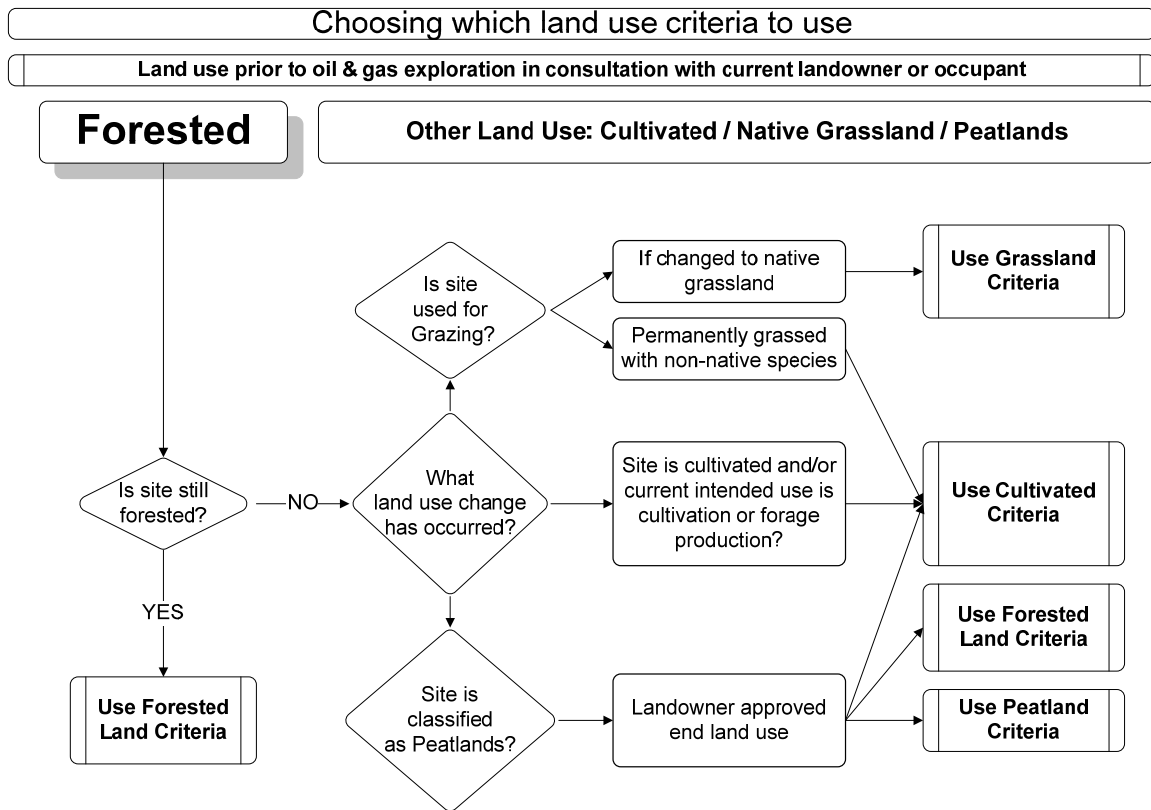 Choosing which land use criteria to use
Land use prior to oil & gas exploration in consultation with current landowner or occupant
Forested
Other Land Use: Cultivated / Native Grassland / Peatlands
Is site
used for
Grazing?
If changed to native
grassland
Use Grassland
Criteria
Permanently grassed
with non-native species
Is site still
forested?
NO
What
land use change
has occurred?
Site is cultivated and/or
current intended use is
cultivation or forage
production?
Use Cultivated
Criteria
YES
Use Forested
Land Criteria
Site is
classified
as Peatlands?
Landowner approved
end land use
Use Forested
Land Criteria
Use Peatland
Criteria